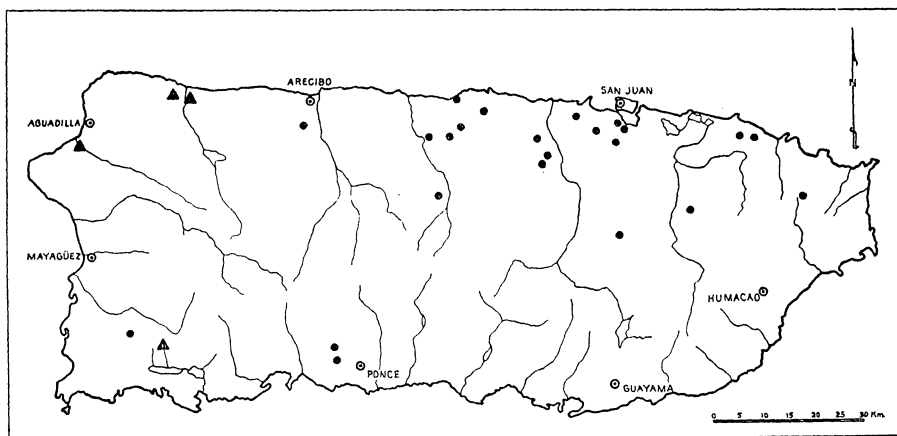 ARECIBO
SAN JUAN
N
AGUADILLA
MAYAGÜEZ
HUMACAO
PONCE
GUAYAMA
0 5 10 15 20 25 30 Km.